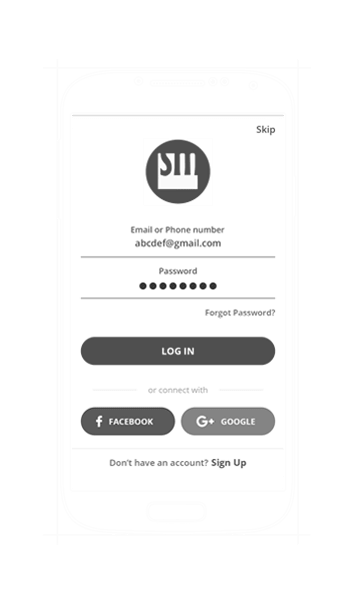 Skip
Email or Phone number
abcdef@gmail.com
Password
Forgot Password?
LOG IN
or connect with
f FACEBOOK
G+ GOOGLE
Don't have an account? Sign Up